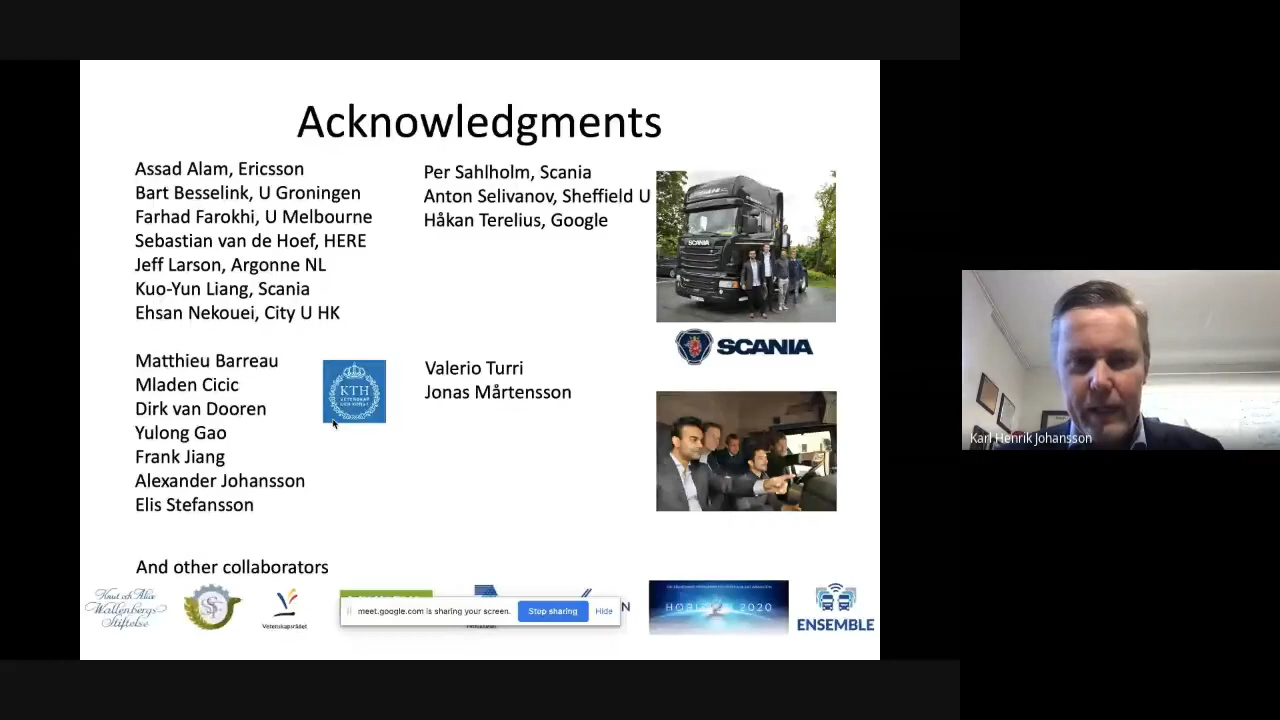 Acknowledgments
Assad Alam, Ericsson
Bart Besselink, U Groningen
Farhad Farokhi, U Melbourne
Sebastian van de Hoef, HERE
Jeff Larson, Argonne NL
Kuo-Yun Liang, Scania
Ehsan Nekouei, City U HK
Per Sahlholm, Scania
Anton Selivanov, Sheffield U
Håkan Terelius, Google
SCANIA
SCANIA
Matthieu Barreau
Mladen Cicic
Dirk van Dooren
Yulong Gao
Frank Jiang
Alexander Johansson
Elis Stefansson
KTH
VETENSKAP
OCH KONST
Valerio Turri
Jonas Mårtensson
Karl Henrik Johansson
And other collaborators
Knut och Alice
Wallenbergs
Stiftelse
SSF
Vetenskapsrådet
meet.google.com is sharing your screen.
Stop sharing
Hide
N
HORIZON 2020
ENSEMBLE